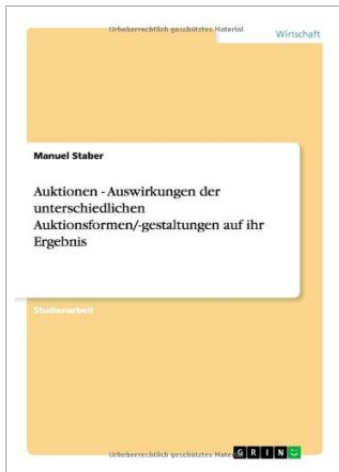 Urheberrechtlich geschütztes Material
Wirtschaft
Manuel Staber
Auktionen - Auswirkungen der
unterschiedlichen
Auktionsformen/-gestaltungen auf ihr
Ergebnis
Studienarbeit
Urheberrechtlich geschütztes Mater
GRIN